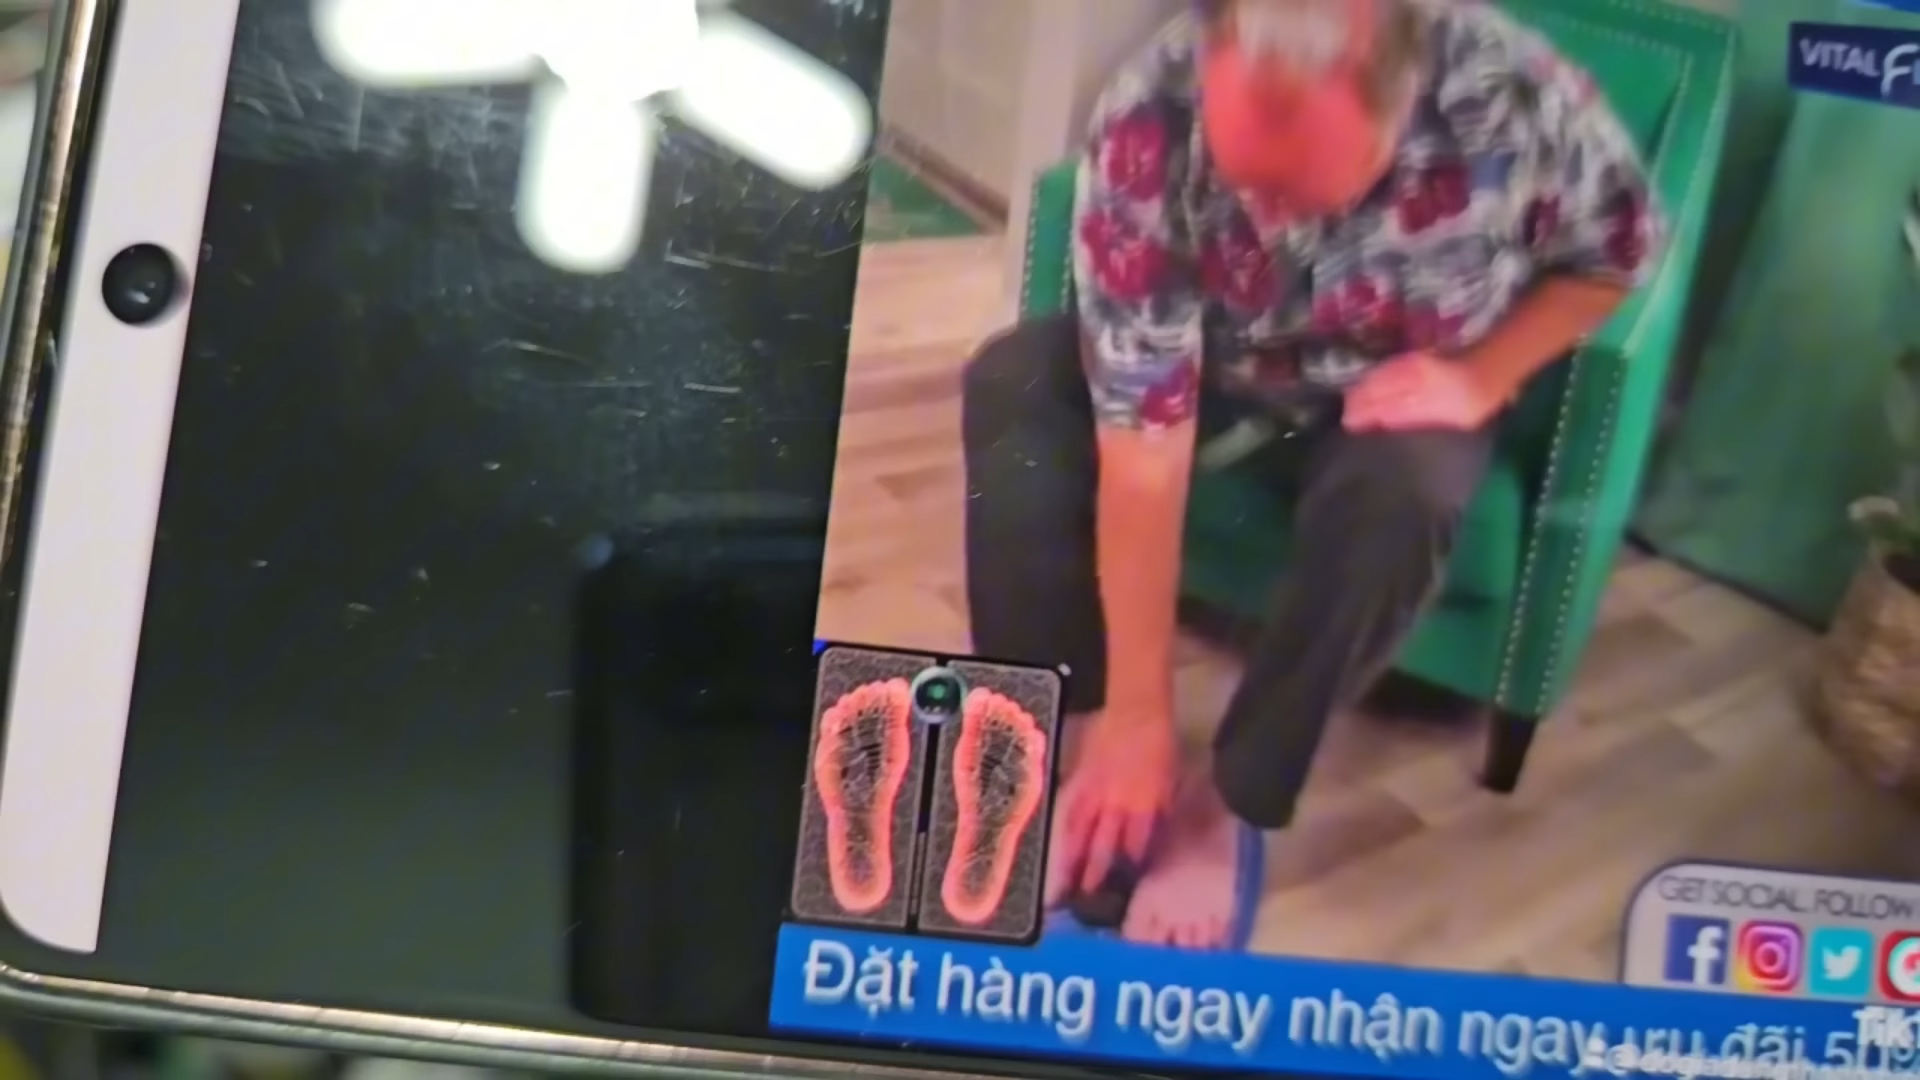 VITAL
GET SOCIAL. FOLLOW
Đặt hàng ngay nhận ngay ưu đãi